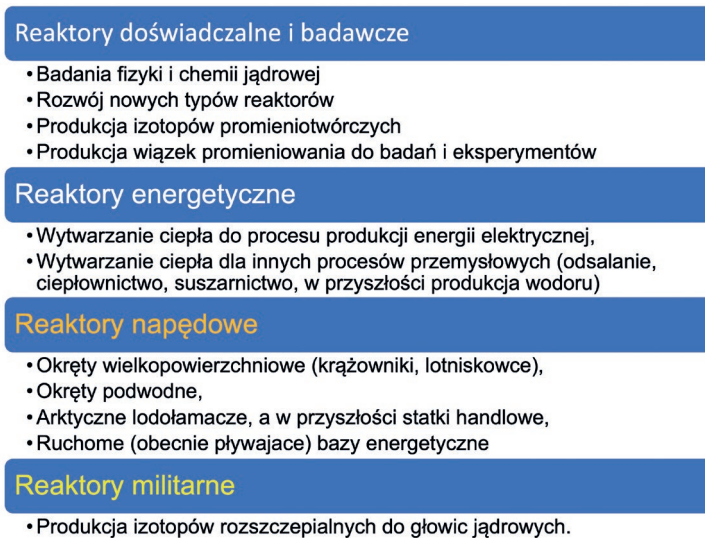 Reaktory doświadczalne i badawcze
• Badania fizyki i chemii jądrowej
• Rozwój nowych typów reaktorów
• Produkcja izotopów promieniotwórczych
• Produkcja wiązek promieniowania do badań i eksperymentów
Reaktory energetyczne
• Wytwarzanie ciepła do procesu produkcji energii elektrycznej,
• Wytwarzanie ciepła dla innych procesów przemysłowych (odsalanie,
ciepłownictwo, suszarnictwo, w przyszłości produkcja wodoru)
Reaktory napędowe
• Okręty wielkopowierzchniowe (krążowniki, lotniskowce),
• Okręty podwodne,
• Arktyczne lodołamacze, a w przyszłości statki handlowe,
• Ruchome (obecnie pływajace) bazy energetyczne
Reaktory militarne
• Produkcja izotopów rozszczepialnych do głowic jądrowych.